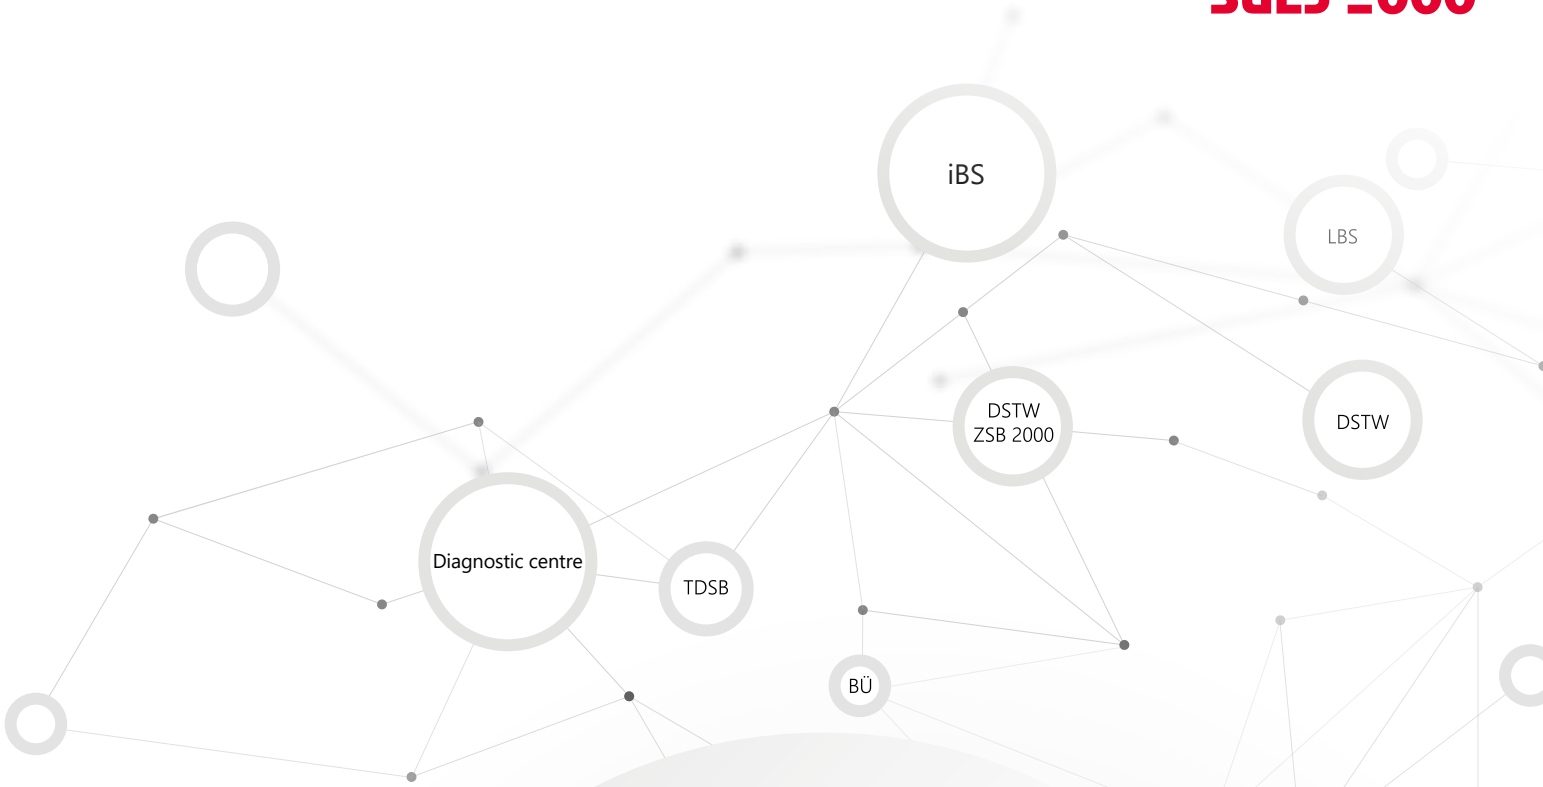 iBS
LBS
DSTW
ZSB 2000
DSTW
Diagnostic centre
TDSB
BÜ